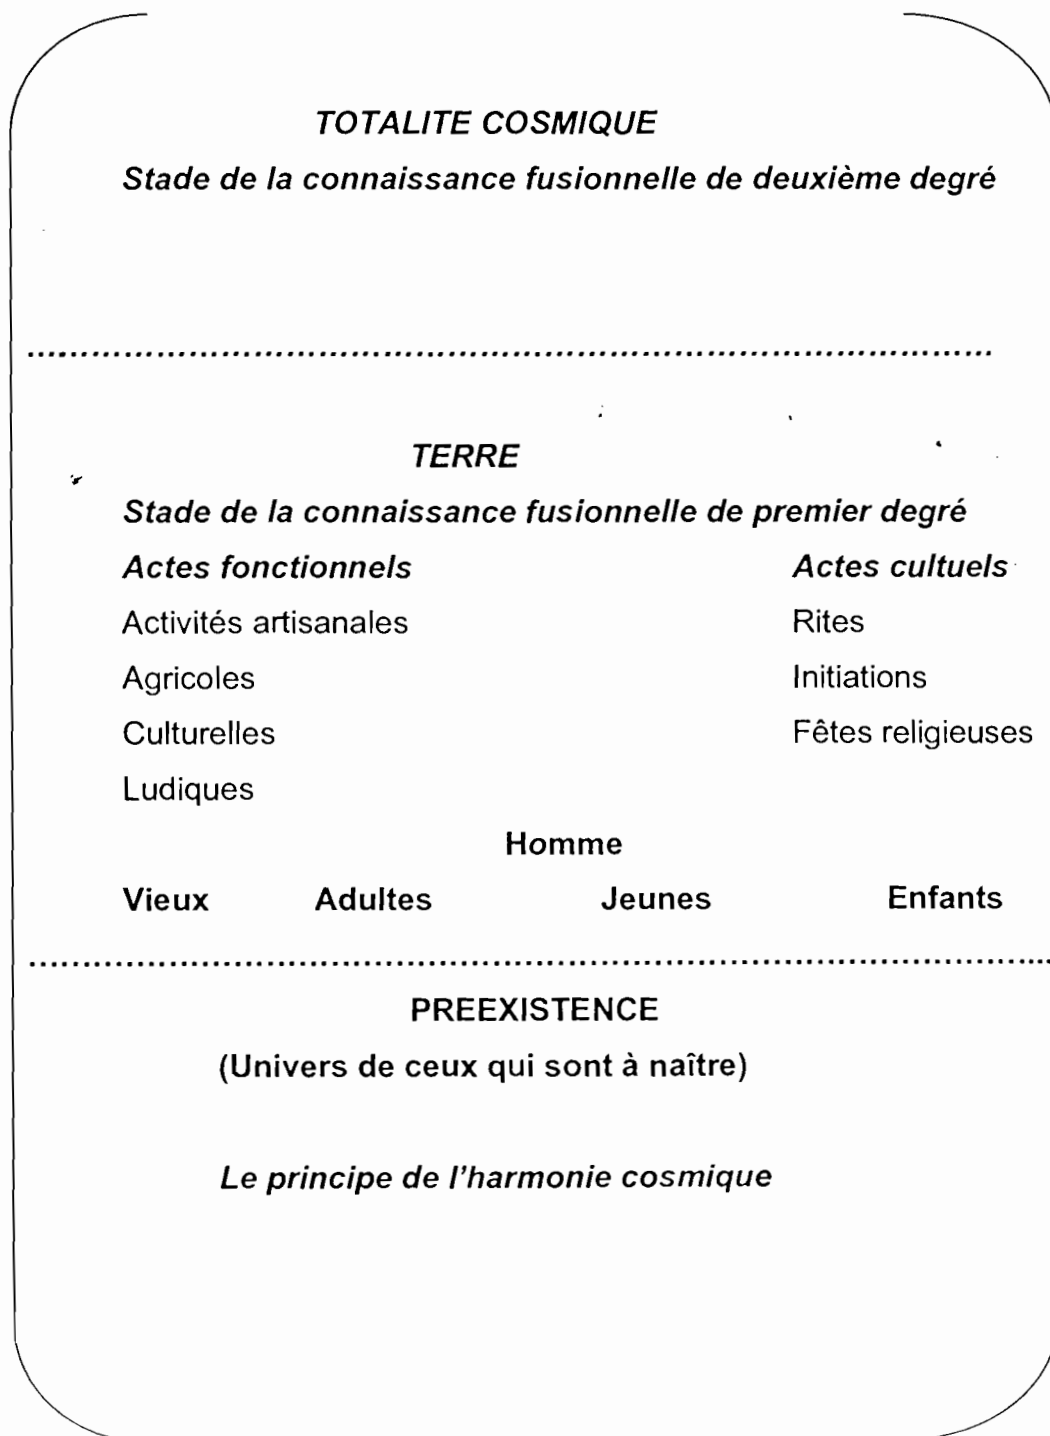 TOTALITE COSMIQUE
Stade de la connaissance fusionnelle de deuxième degré
TERRE
Stade de la connaissance fusionnelle de premier degré
Actes fonctionnels Actes cultuels
Activités artisanales Rites
Agricoles Initiations
Culturelles Fêtes religieuses
Ludiques
Homme
Vieux Adultes Jeunes Enfants
PREEXISTENCE
(Univers de ceux qui sont à naître)
Le principe de l'harmonie cosmique